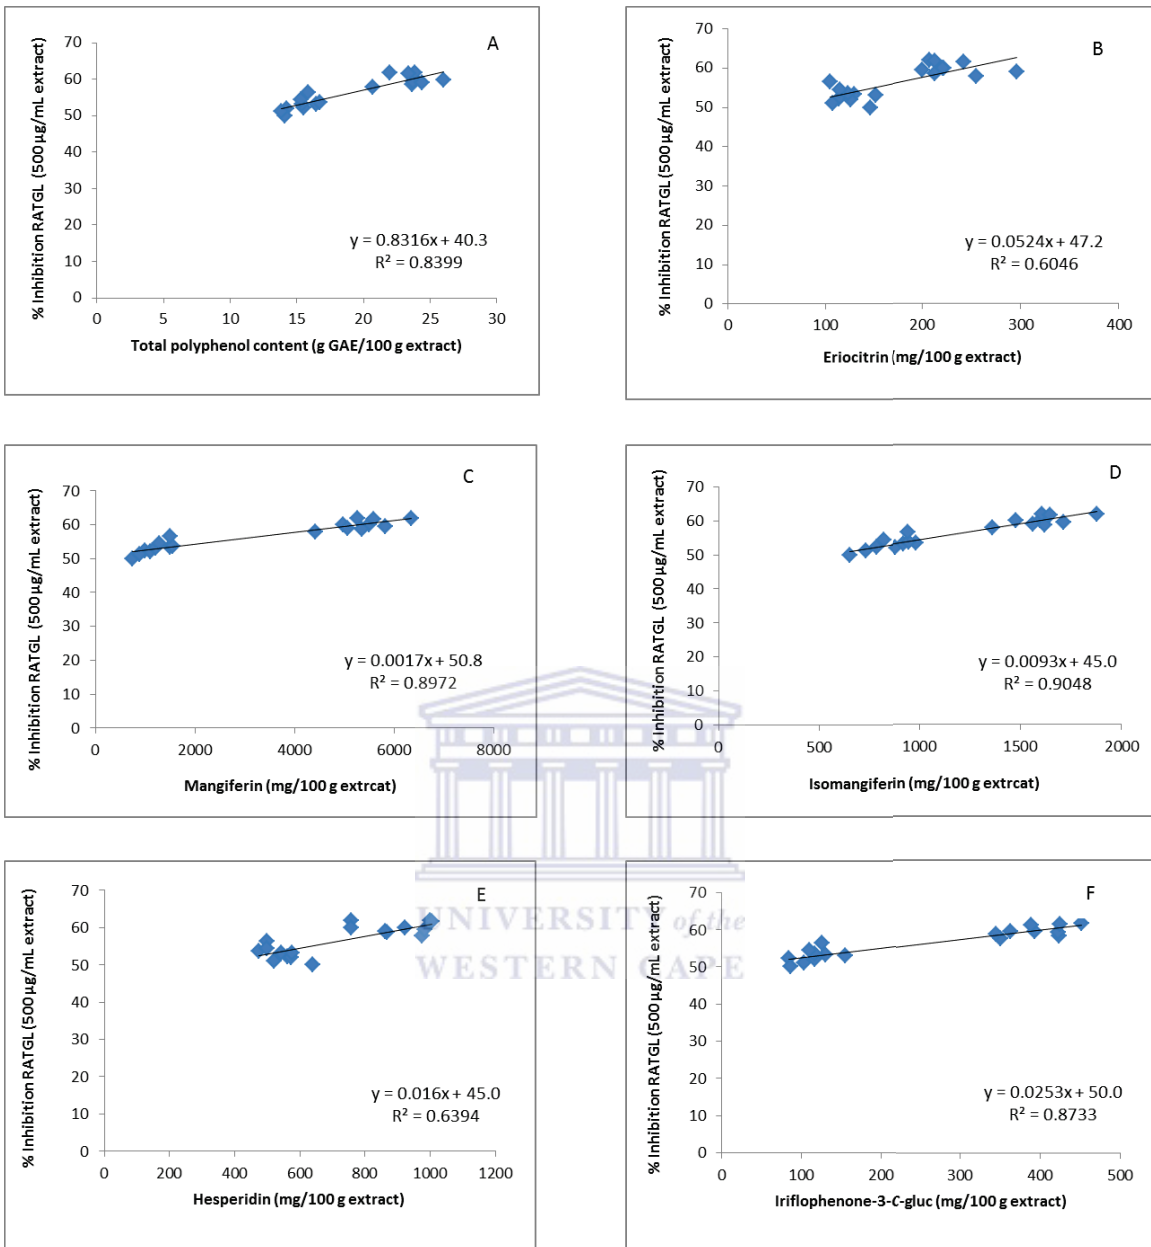 A
% Inhibition RATGL (500 µg/mL extract)
70
60
50
40
30
20
10
0
y = 0.8316x + 40.3
R² = 0.8399
0 5 10 15 20 25 30
Total polyphenol content (g GAE/100 g extract)
B
% Inhibition RATGL (500 µg/mL extract)
70
60
50
40
30
20
10
0
y = 0.0524x + 47.2
R² = 0.6046
0 100 200 300 400
Eriocitrin (mg/100 g extract)
C
% Inhibition RATGL (500 µg/mL extract)
70
60
50
40
30
20
10
0
y = 0.0017x + 50.8
R² = 0.8972
0 2000 4000 6000 8000
Mangiferin (mg/100 g extrcat)
D
% Inhibition RATGL (500 µg/mL extract)
70
60
50
40
30
20
10
0
y = 0.0093x + 45.0
R² = 0.9048
0 500 1000 1500 2000
Isomangiferin (mg/100 g extrcat)
E
% Inhibition RATGL (500 µg/mL extract)
70
60
50
40
30
20
10
0
y = 0.016x + 45.0
R² = 0.6394
0 200 400 600 800 1000 1200
Hesperidin (mg/100 g extract)
F
% Inhibition RATGL (500 µg/mL extract)
70
60
50
40
30
20
10
0
y = 0.0253x + 50.0
R² = 0.8733
0 100 200 300 400 500
Iriflophenone-3-C-gluc (mg/100 g extract)
UNIVERSITY of the
WESTERN CAPE